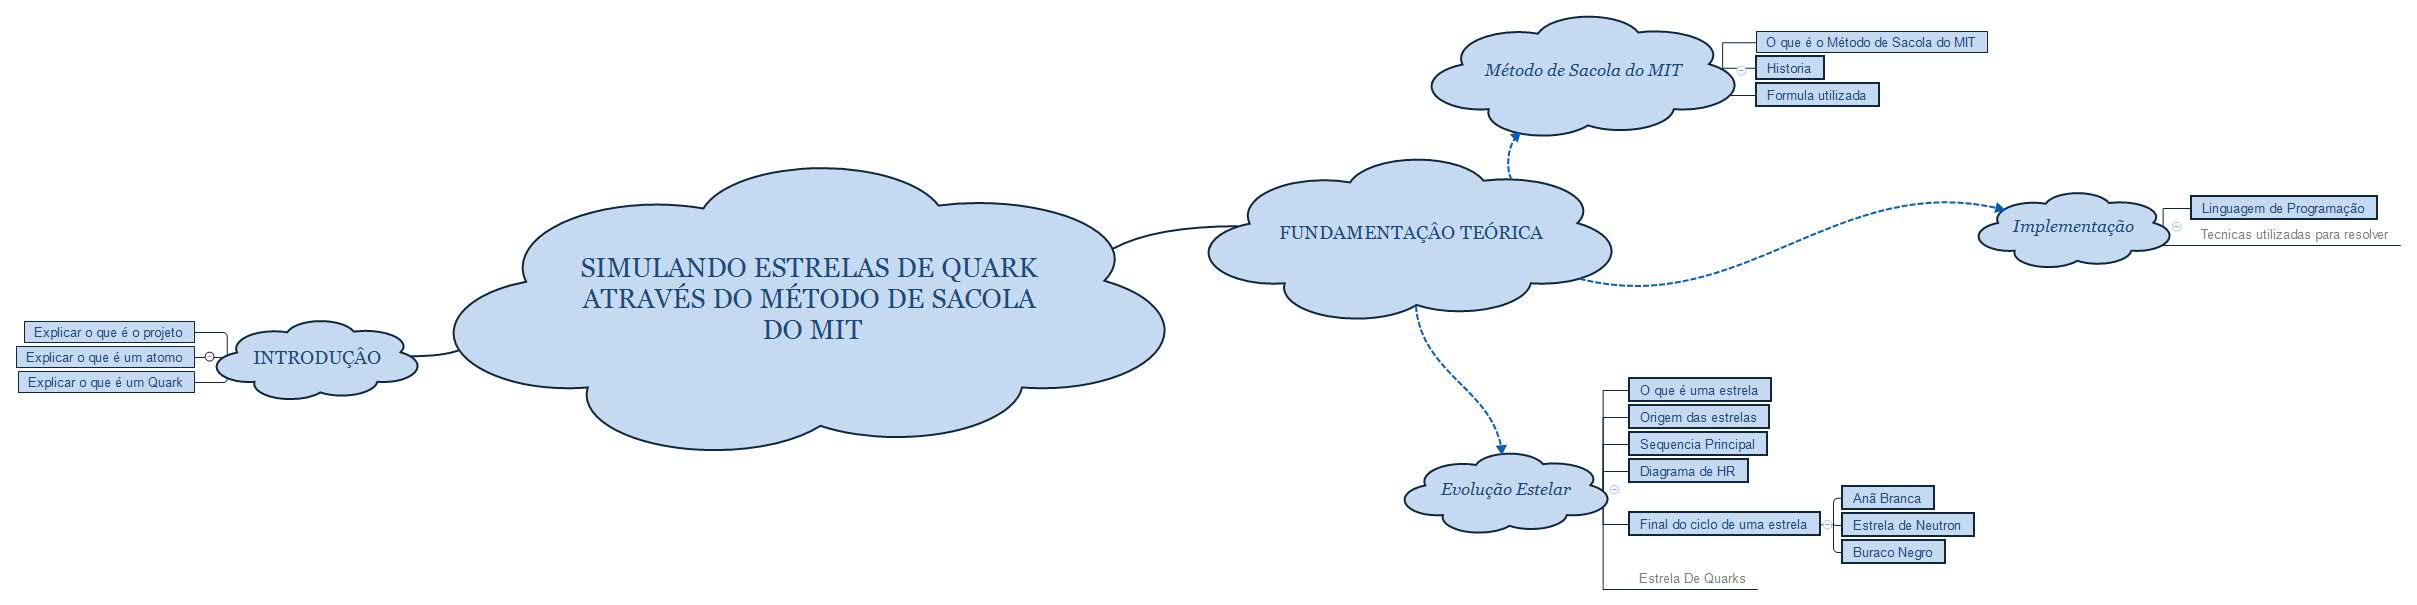 SIMULANDO ESTRELAS DE QUARK
ATRAVÉS DO MÉTODO DE SACOLA
DO MIT
INTRODUÇÂO
Explicar o que é o projeto
Explicar o que é um atomo
Explicar o que é um Quark
FUNDAMENTAÇÂO TEÓRICA
Método de Sacola do MIT
O que é o Método de Sacola do MIT
Historia
Formula utilizada
Implementação
Linguagem de Programação
Tecnicas utilizadas para resolver
Evolução Estelar
O que é uma estrela
Origem das estrelas
Sequencia Principal
Diagrama de HR
Final do ciclo de uma estrela
Anã Branca
Estrela de Neutron
Buraco Negro
Estrela De Quarks